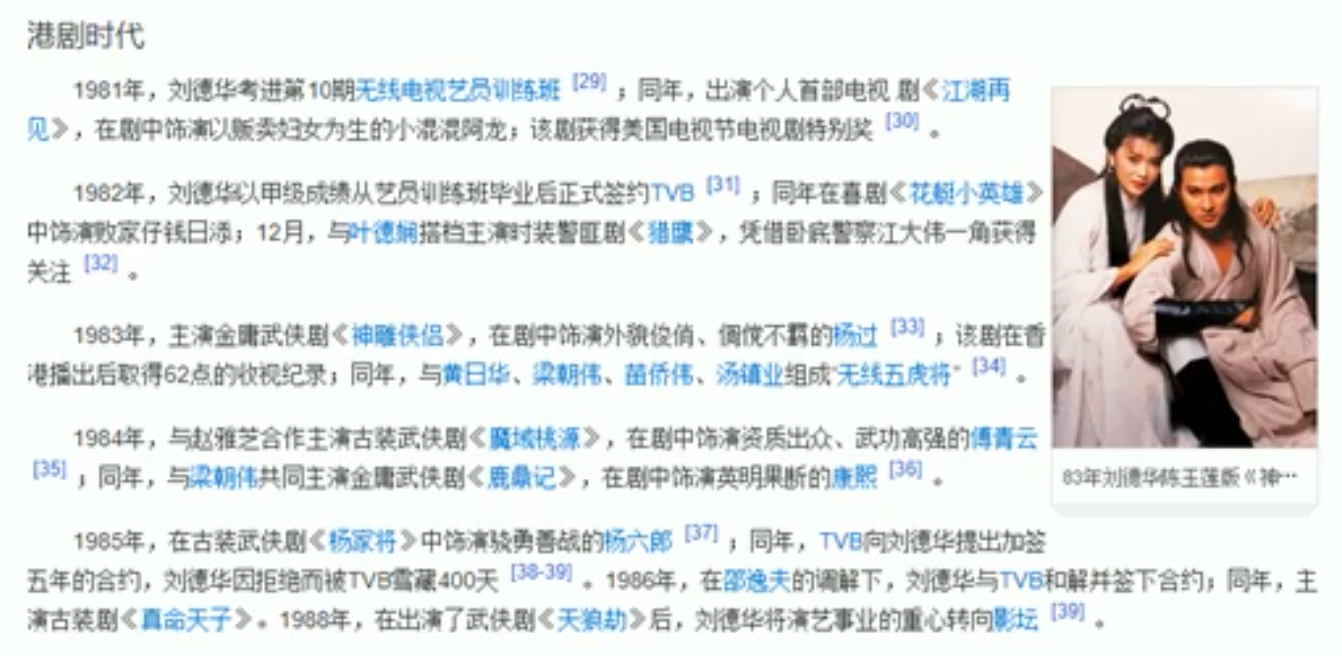 港剧时代
1981年，刘德华考进第10期无线电视艺员训练班 [29] ；同年，出演个人首部电视 剧《江湖再
见》，在剧中饰演以贩卖妇女为生的小混混阿龙；该剧获得美国电视节电视剧特别奖 [30] 。
1982年，刘德华以甲级成绩从艺员训练班毕业后正式签约TVB [31] ；同年在喜剧《花艇小英雄》
中饰演败家仔钱日添；12月，与叶德娴搭档主演时装警匪剧《猎鹰》，凭借卧底警察江大伟一角获得
关注 [32] 。
1983年，主演金庸武侠剧《神雕侠侣》，在剧中饰演外貌俊俏、倜傥不羁的杨过 [33] ；该剧在香
港播出后取得62点的收视纪录；同年，与黄日华、梁朝伟、苗侨伟、汤镇业组成“无线五虎将” [34] 。
1984年，与赵雅芝合作主演古装武侠剧《魔域桃源》，在剧中饰演资质出众、武功高强的傅青云
[35] ；同年，与梁朝伟共同主演金庸武侠剧《鹿鼎记》，在剧中饰演英明果断的康熙 [36] 。
83年刘德华陈玉莲版《神…
1985年，在古装武侠剧《杨家将》中饰演骁勇善战的杨六郎 [37] ；同年，TVB向刘德华提出加签
五年的合约，刘德华因拒绝而被TVB雪藏400天 [38-39] 。1986年，在邵逸夫的调解下，刘德华与TVB和解并签下合约；同年，主
演古装剧《真命天子》。1988年，在出演了武侠剧《天狼劫》后，刘德华将演艺事业的重心转向影坛 [39] 。